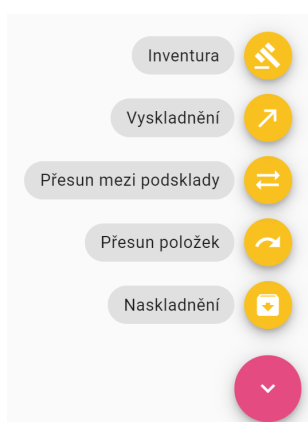 Inventura
Vyskladnění
Přesun mezi podsklady
Přesun položek
Naskladnění